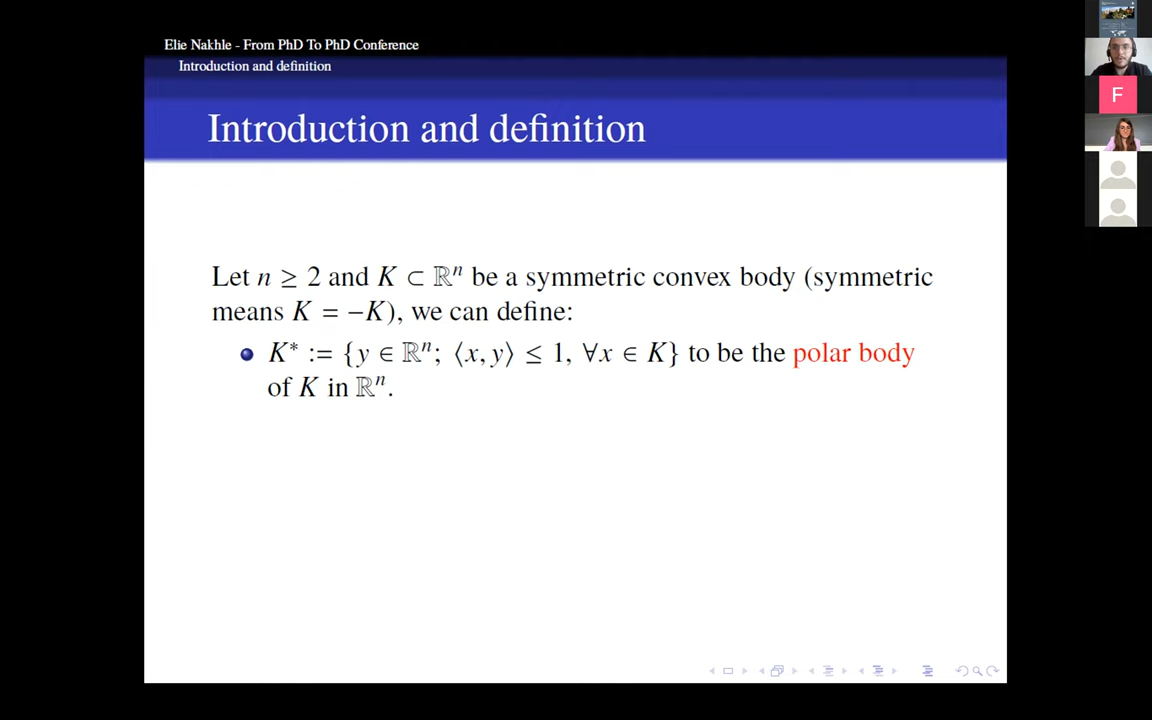 Elie Nakhle - From PhD To PhD Conference
Introduction and definition
Introduction and definition
Let n ≥ 2 and K ⊂ ℝⁿ be a symmetric convex body (symmetric
means K = −K), we can define:
K* := {y ∈ ℝⁿ; ⟨x, y⟩ ≤ 1, ∀x ∈ K} to be the polar body
of K in ℝⁿ.
F